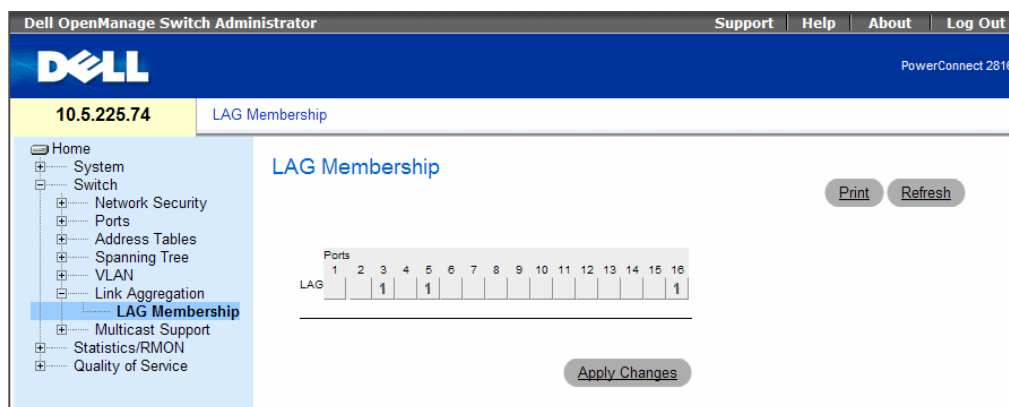 Dell OpenManage Switch Administrator Support Help About Log Out
DELL
PowerConnect 2816
10.5.225.74 LAG Membership
Home
System
Switch
Network Security
Ports
Address Tables
Spanning Tree
VLAN
Link Aggregation
LAG Membership
Multicast Support
Statistics/RMON
Quality of Service
LAG Membership
Print Refresh
Ports
1 2 3 4 5 6 7 8 9 10 11 12 13 14 15 16
LAG 1 1 1
Apply Changes